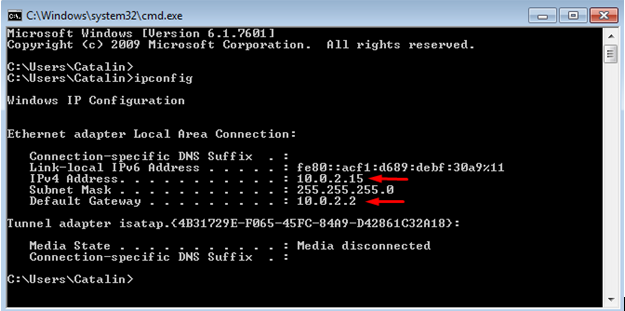 C:\Windows\system32\cmd.exe
Microsoft Windows [Version 6.1.7601]
Copyright (c) 2009 Microsoft Corporation.  All rights reserved.
C:\Users\Catalin>
C:\Users\Catalin>ipconfig
Windows IP Configuration
Ethernet adapter Local Area Connection:
Connection-specific DNS Suffix  . :
Link-local IPv6 Address . . . . . : fe80::acf1:d689:debf:30a9%11
IPv4 Address. . . . . . . . . . . : 10.0.2.15
Subnet Mask . . . . . . . . . . . : 255.255.255.0
Default Gateway . . . . . . . . . : 10.0.2.2
Tunnel adapter isatap.{4B31729E-F065-45FC-84A9-D42861C32A18}:
Media State . . . . . . . . . . . : Media disconnected
Connection-specific DNS Suffix  . :
C:\Users\Catalin>